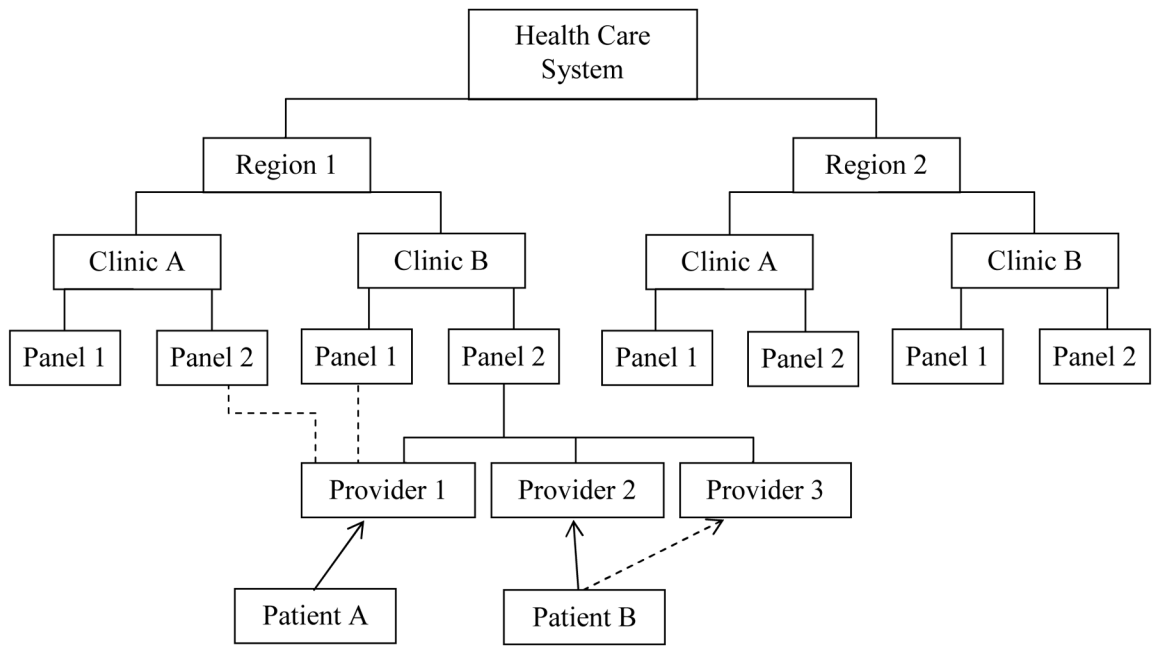 Health Care
System
Region 1
Region 2
Clinic A
Clinic B
Clinic A
Clinic B
Panel 1
Panel 2
Panel 1
Panel 2
Panel 1
Panel 2
Panel 1
Panel 2
Provider 1
Provider 2
Provider 3
Patient A
Patient B